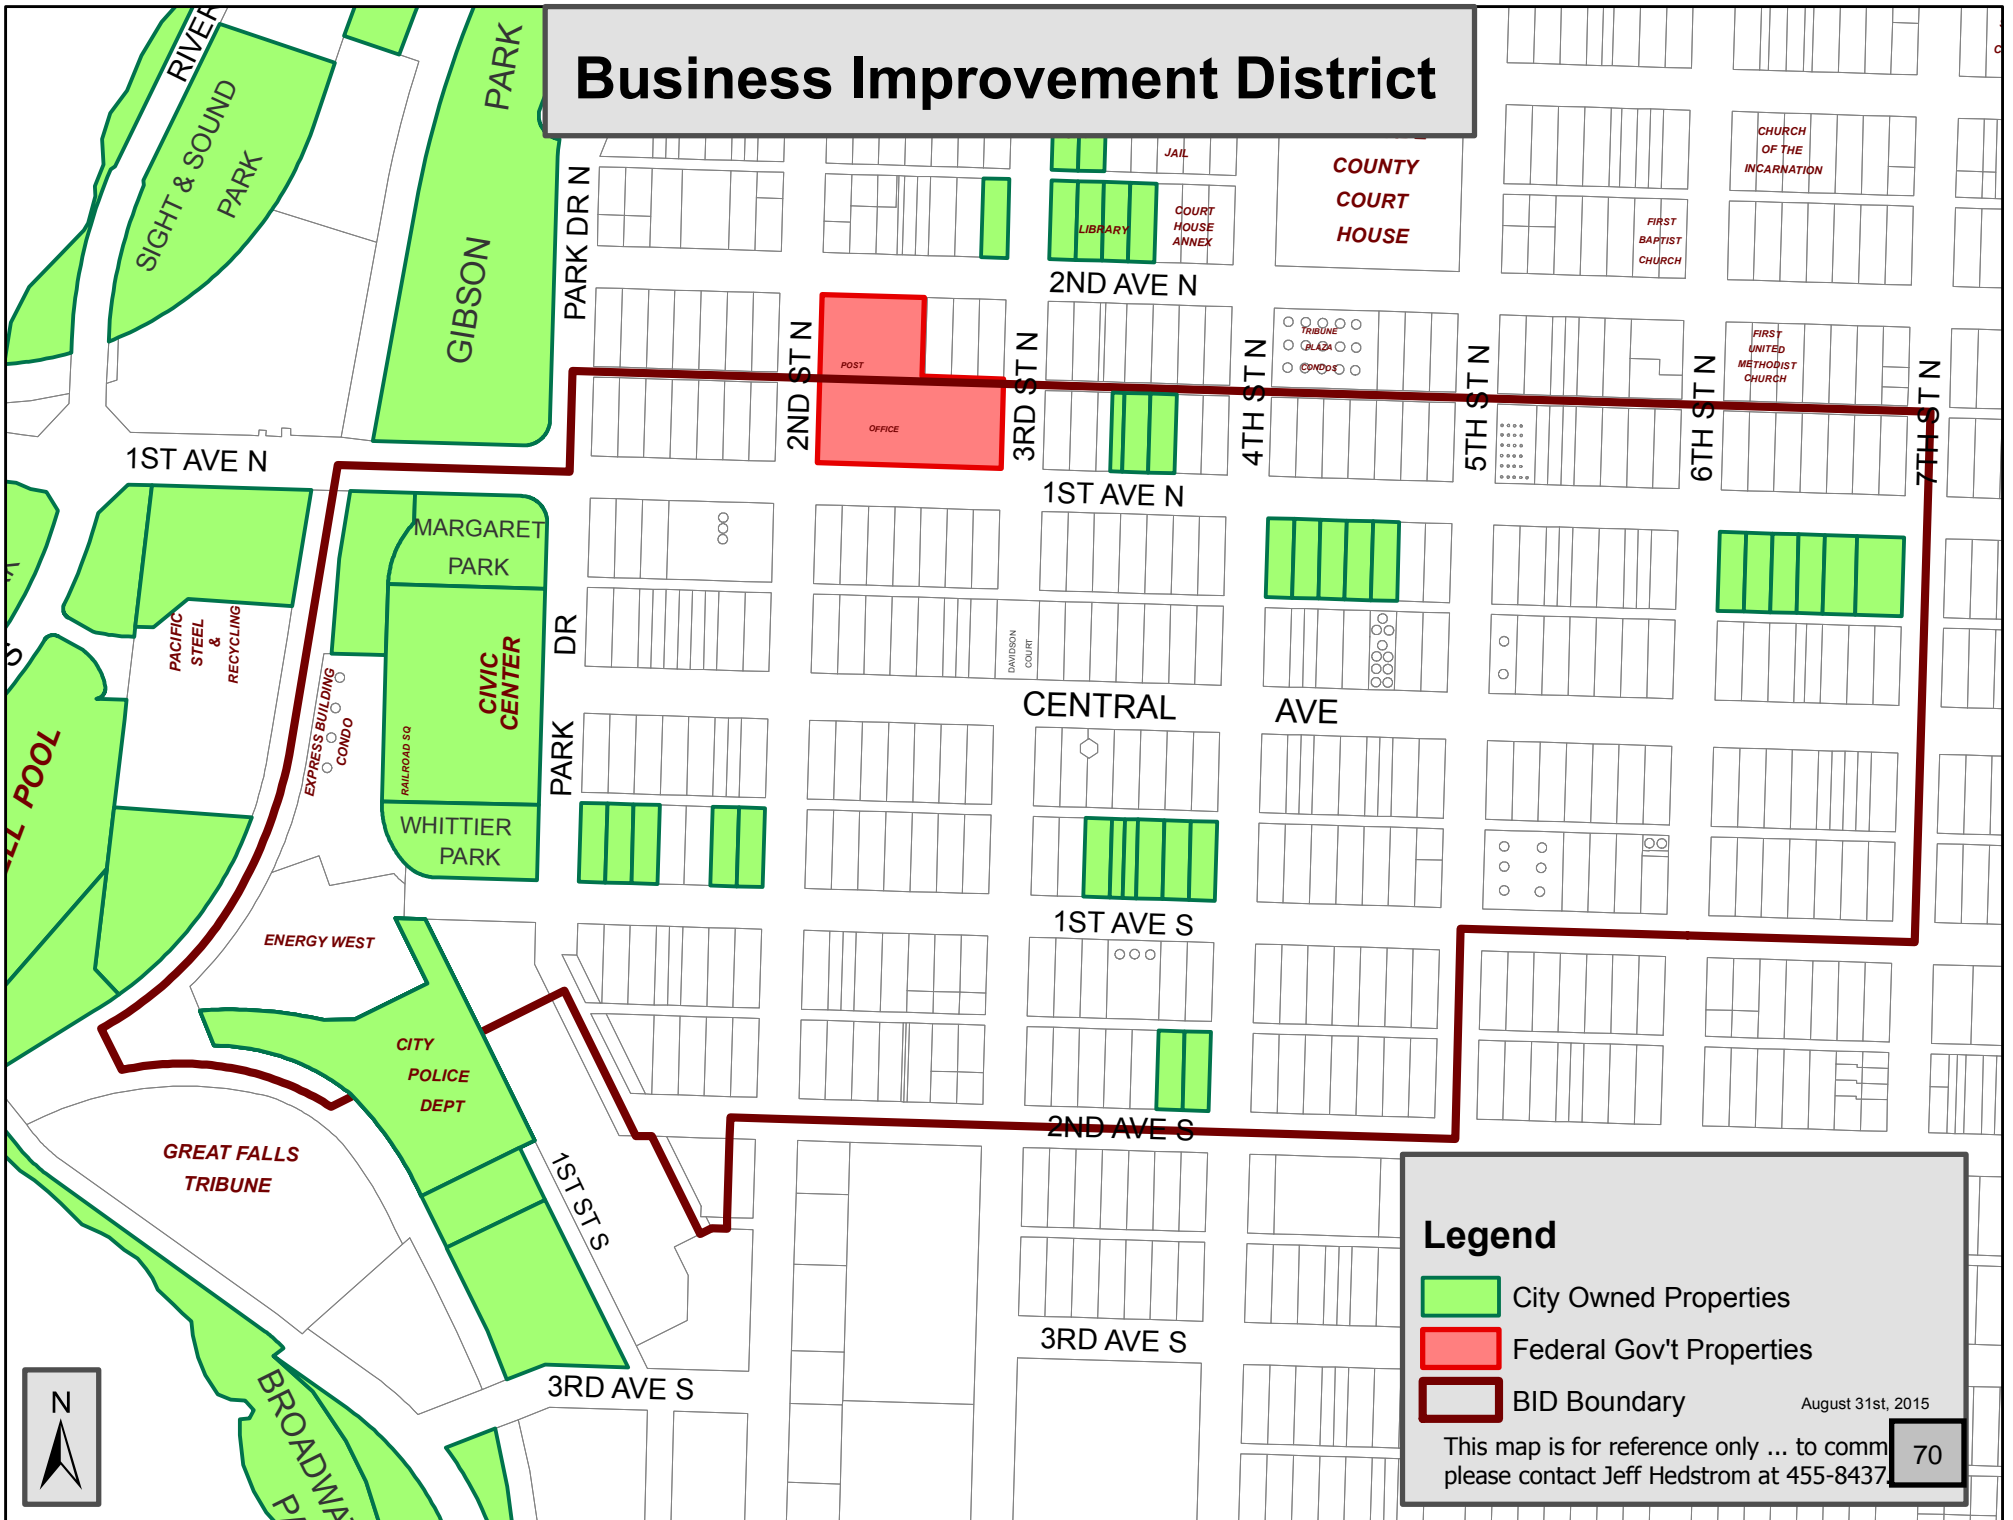 Business Improvement District
RIVER
SIGHT & SOUND
PARK
PARK
GIBSON
PARK DR N
JAIL
LIBRARY
COURT
HOUSE
ANNEX
COUNTY
COURT
HOUSE
CHURCH
OF THE
INCARNATION
FIRST
BAPTIST
CHURCH
2ND AVE N
2ND ST N
POST
OFFICE
3RD ST N
4TH ST N
TRIBUNE
PLAZA
CONDOS
5TH ST N
6TH ST N
FIRST
UNITED
METHODIST
CHURCH
7TH ST N
1ST AVE N
1ST AVE N
MARGARET
PARK
PACIFIC
STEEL
&
RECYCLING
CIVIC
CENTER
RAILROAD SQ
EXPRESS BUILDING
CONDO
DR
PARK
DAVIDSON
COURT
CENTRAL AVE
POOL
WHITTIER
PARK
1ST AVE S
ENERGY WEST
CITY
POLICE
DEPT
2ND AVE S
GREAT FALLS
TRIBUNE
1ST ST S
3RD AVE S
3RD AVE S
BROADWA
N
Legend
City Owned Properties
Federal Gov't Properties
BID Boundary
August 31st, 2015
This map is for reference only ... to comm
please contact Jeff Hedstrom at 455-8437.
70